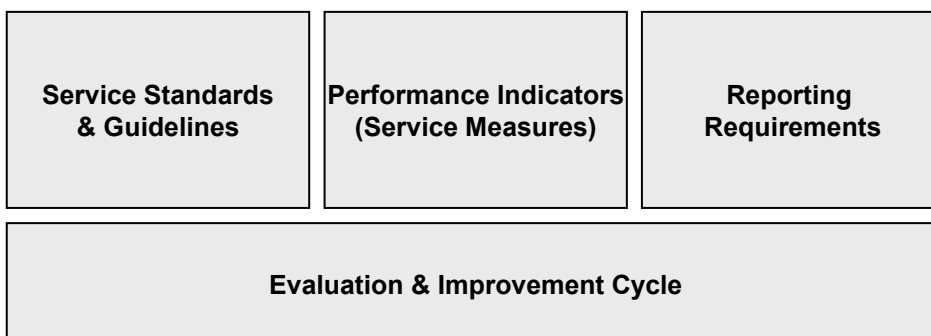 Service Standards
& Guidelines
Performance Indicators
(Service Measures)
Reporting
Requirements
Evaluation & Improvement Cycle